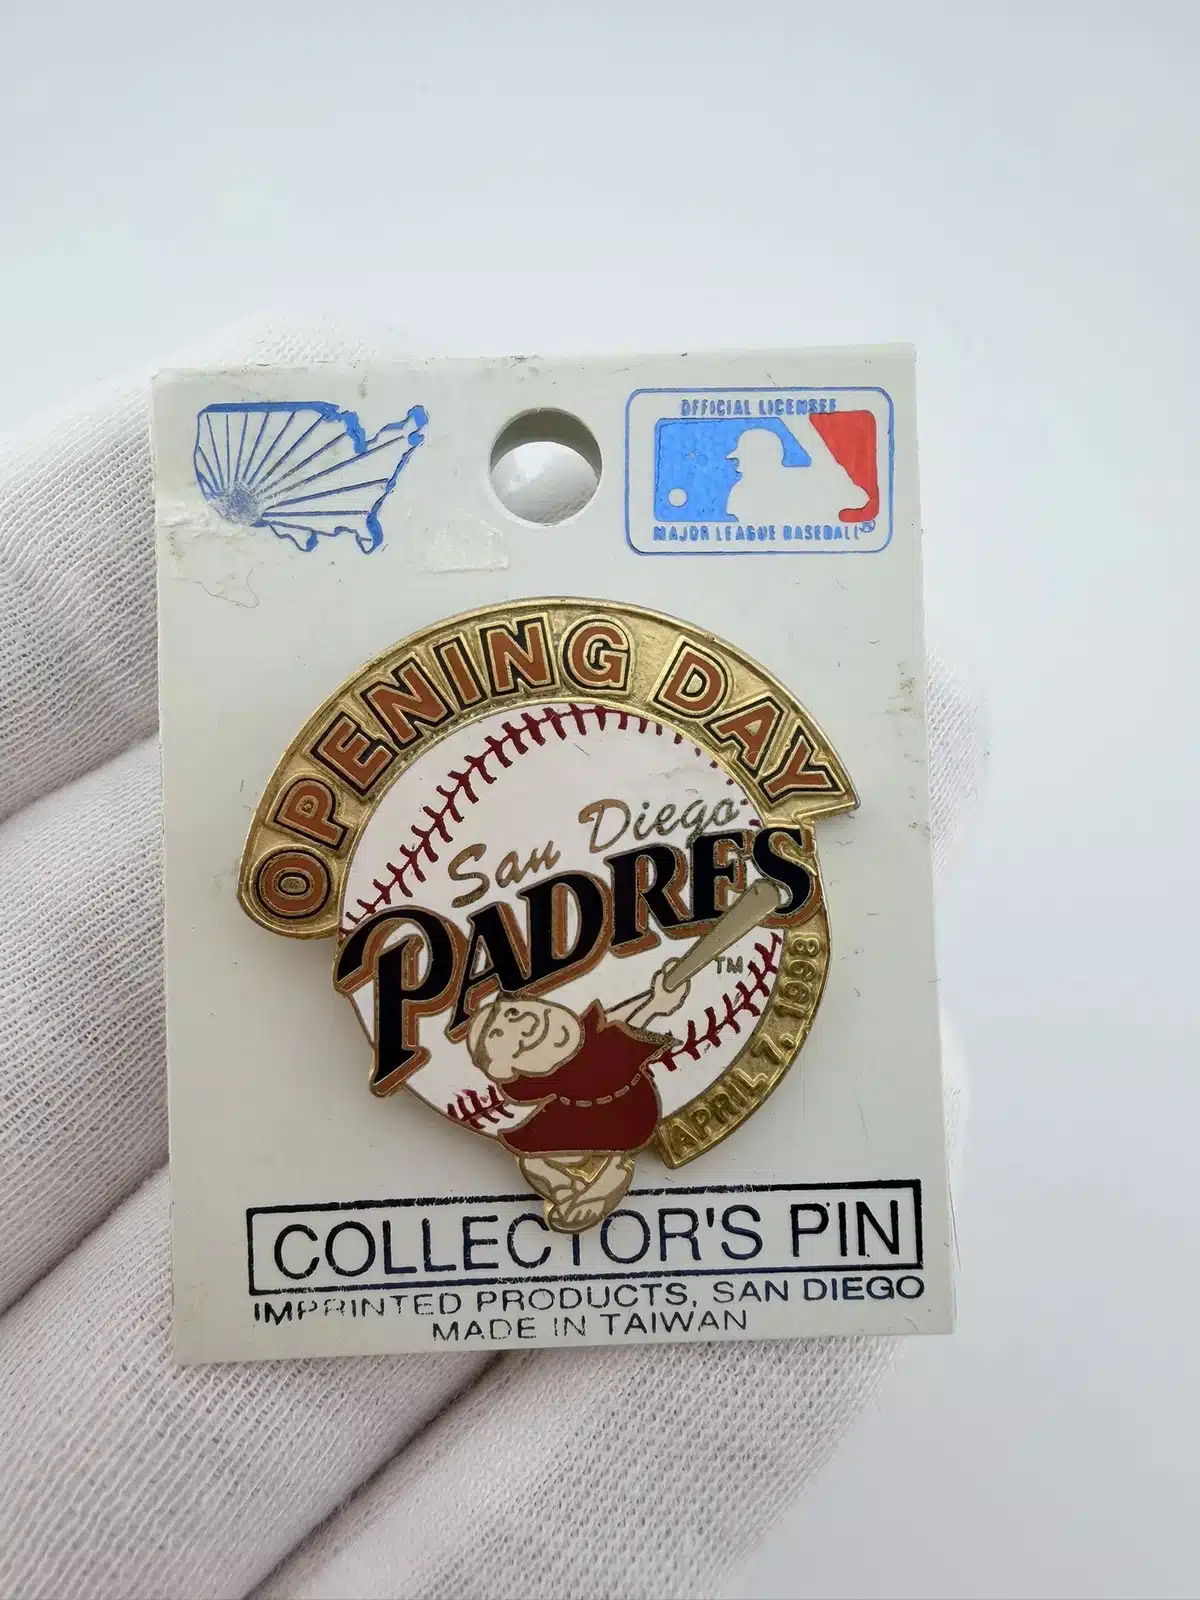 OFFICIAL LICENSEE
MAJOR LEAGUE BASEBALL®
OPENING DAY
San Diego
PADRES
TM
APRIL 7, 1998
COLLECTOR'S PIN
IMPRINTED PRODUCTS, SAN DIEGO
MADE IN TAIWAN